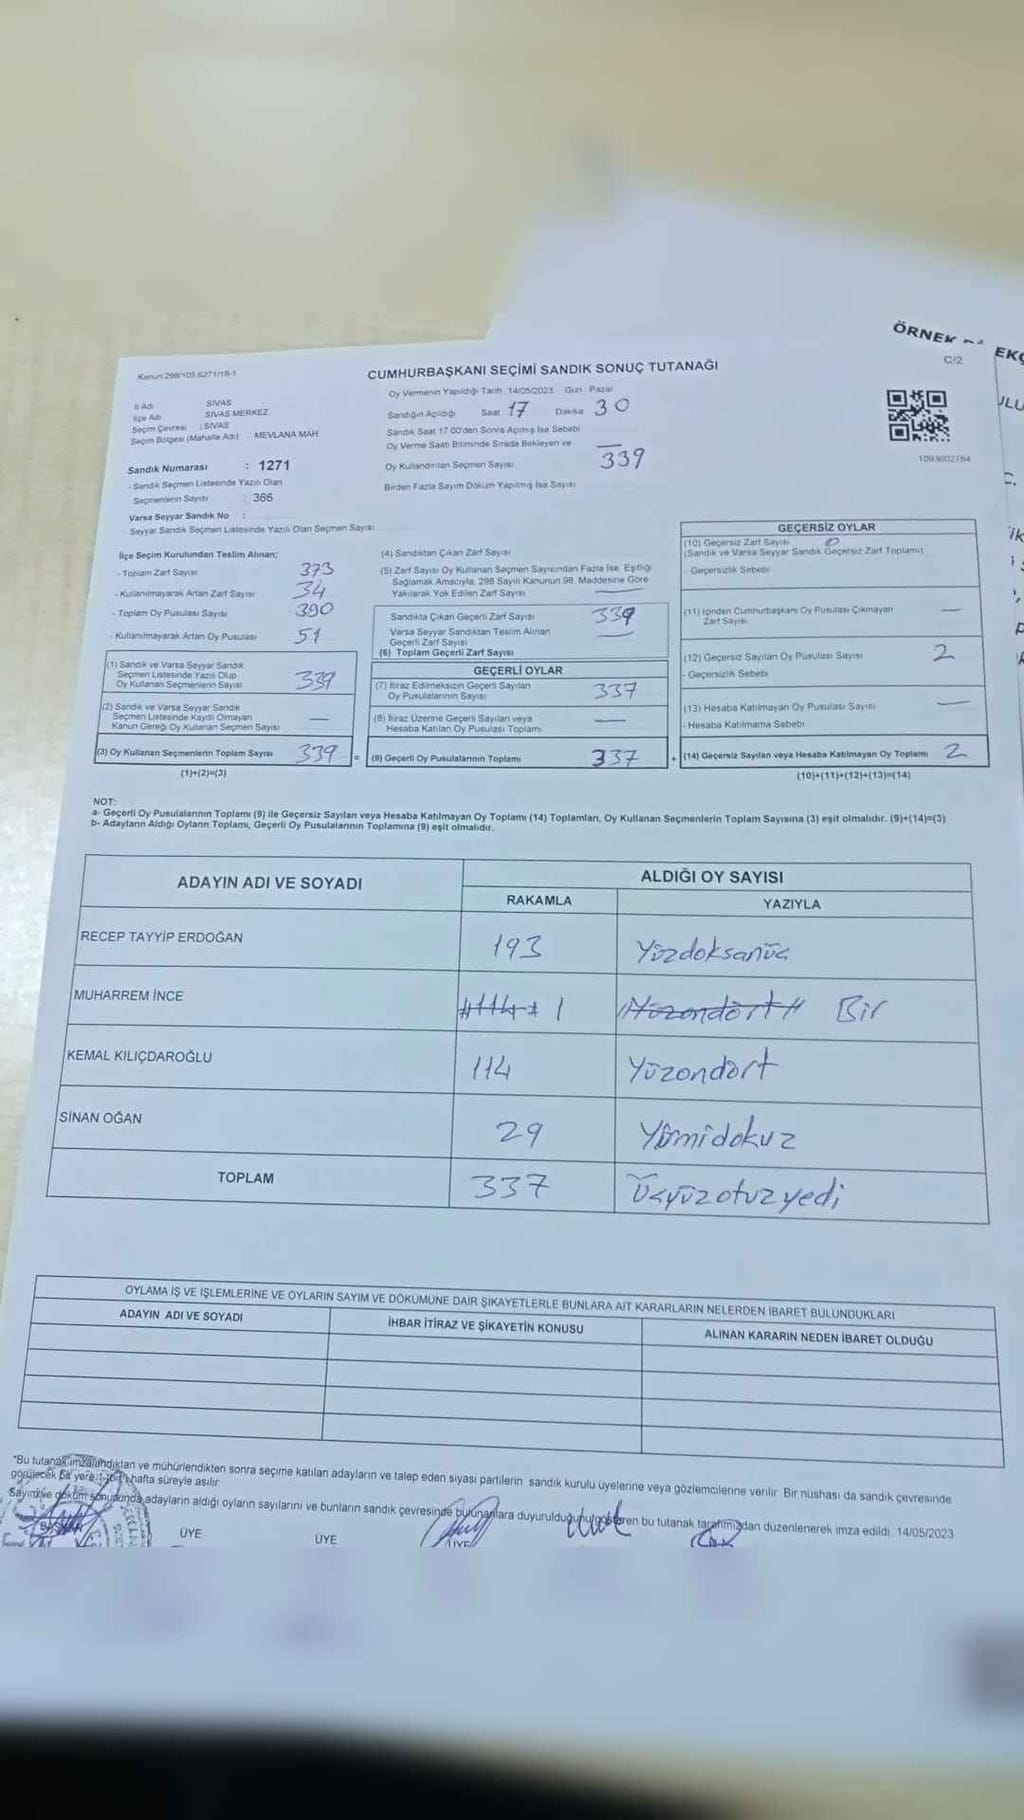 ÖRNEK
C/2
EK
Kanun 298/105,6271/18-1
CUMHURBAŞKANI SEÇİMİ SANDIK SONUÇ TUTANAĞI
Oy Vermenin Yapıldığı Tarih 14/05/2023 Gün Pazar
İl Adı SİVAS
İlçe Adı SİVAS MERKEZ
Seçim Çevresi : SİVAS
Seçim Bölgesi (Mahalle Adı) MEVLANA MAH
Sandığın Açıldığı Saat 17 Dakika 30
Sandık Saat 17 00'den Sonra Açılmış İse Sebebi
Oy Verme Saati Bitiminde Sırada Bekleyen ve
Oy Kullandırılan Seçmen Sayısı 339
Birden Fazla Sayım Döküm Yapılmış İse Sayısı
1093602784
Sandık Numarası : 1271
- Sandık Seçmen Listesinde Yazılı Olan
Seçmenlerin Sayısı : 366
Varsa Seyyar Sandık No :
Seyyar Sandık Seçmen Listesinde Yazılı Olan Seçmen Sayısı
İlçe Seçim Kurulundan Teslim Alınan;
- Toplam Zarf Sayısı 373
- Kullanılmayarak Artan Zarf Sayısı 34
- Toplam Oy Pusulası Sayısı 390
- Kullanılmayarak Artan Oy Pusulası 51
(1) Sandık ve Varsa Seyyar Sandık
Seçmen Listesinde Yazılı Olup
Oy Kullanan Seçmenlerin Sayısı 339
(2) Sandık ve Varsa Seyyar Sandık
Seçmen Listesinde Kayıtlı Olmayan
Kanun Gereği Oy Kullanan Seçmen Sayısı —
(3) Oy Kullanan Seçmenlerin Toplam Sayısı 339 =
(1)+(2)=(3)
(4) Sandıktan Çıkan Zarf Sayısı
(5) Zarf Sayısı Oy Kullanan Seçmen Sayısından Fazla İse, Eşitliği
Sağlamak Amacıyla, 298 Sayılı Kanunun 98. Maddesine Göre
Yakılarak Yok Edilen Zarf Sayısı —
Sandıkta Çıkan Geçerli Zarf Sayısı 339
Varsa Seyyar Sandıktan Teslim Alınan
Geçerli Zarf Sayısı —
(6) Toplam Geçerli Zarf Sayısı
GEÇERLİ OYLAR
(7) İtiraz Edilmeksizin Geçerli Sayılan
Oy Pusulalarının Sayısı 337
(8) İtiraz Üzerine Geçerli Sayılan veya
Hesaba Katılan Oy Pusulası Toplamı —
(9) Geçerli Oy Pusulalarının Toplamı 337 +
GEÇERSİZ OYLAR
(10) Geçersiz Zarf Sayısı 0
(Sandık ve Varsa Seyyar Sandık Geçersiz Zarf Toplamı)
Geçersizlik Sebebi
(11) İçinden Cumhurbaşkanı Oy Pusulası Çıkmayan
Zarf Sayısı —
(12) Geçersiz Sayılan Oy Pusulası Sayısı 2
- Geçersizlik Sebebi
(13) Hesaba Katılmayan Oy Pusulası Sayısı —
- Hesaba Katılmama Sebebi
(14) Geçersiz Sayılan veya Hesaba Katılmayan Oy Toplamı 2
(10)+(11)+(12)+(13)=(14)
NOT:
a- Geçerli Oy Pusulalarının Toplamı (9) ile Geçersiz Sayılan veya Hesaba Katılmayan Oy Toplamı (14) Toplamları, Oy Kullanan Seçmenlerin Toplam Sayısına (3) eşit olmalıdır. (9)+(14)=(3)
b- Adayların Aldığı Oyların Toplamı, Geçerli Oy Pusulalarının Toplamına (9) eşit olmalıdır.
ADAYIN ADI VE SOYADI ALDIĞI OY SAYISI
RAKAMLA YAZIYLA
RECEP TAYYİP ERDOĞAN 193 Yüzdoksanüç
MUHARREM İNCE #114# 1 Yüzondört Bir
KEMAL KILIÇDAROĞLU 114 Yüzondört
SİNAN OĞAN 29 Yirmidokuz
TOPLAM 337 Üçyüzotuzyedi
OYLAMA İŞ VE İŞLEMLERİNE VE OYLARIN SAYIM VE DÖKÜMÜNE DAİR ŞİKAYETLERLE BUNLARA AİT KARARLARIN NELERDEN İBARET BULUNDUKLARI
ADAYIN ADI VE SOYADI İHBAR İTİRAZ VE ŞİKAYETİN KONUSU ALINAN KARARIN NEDEN İBARET OLDUĞU
*Bu tutanak imzalandıktan ve mühürlendikten sonra seçime katılan adayların ve talep eden siyasi partilerin sandık kurulu üyelerine veya gözlemcilerine verilir. Bir nüshası da sandık çevresinde
görülecek bir yere 1 (bir) hafta süreyle asılır.
Sayım ve döküm sonucunda adayların aldığı oyların sayılarını ve bunların sandık çevresinde bulunanlara duyurulduğunu gösteren bu tutanak tarafımızdan düzenlenerek imza edildi. 14/05/2023
BAŞKAN ÜYE ÜYE ÜYE